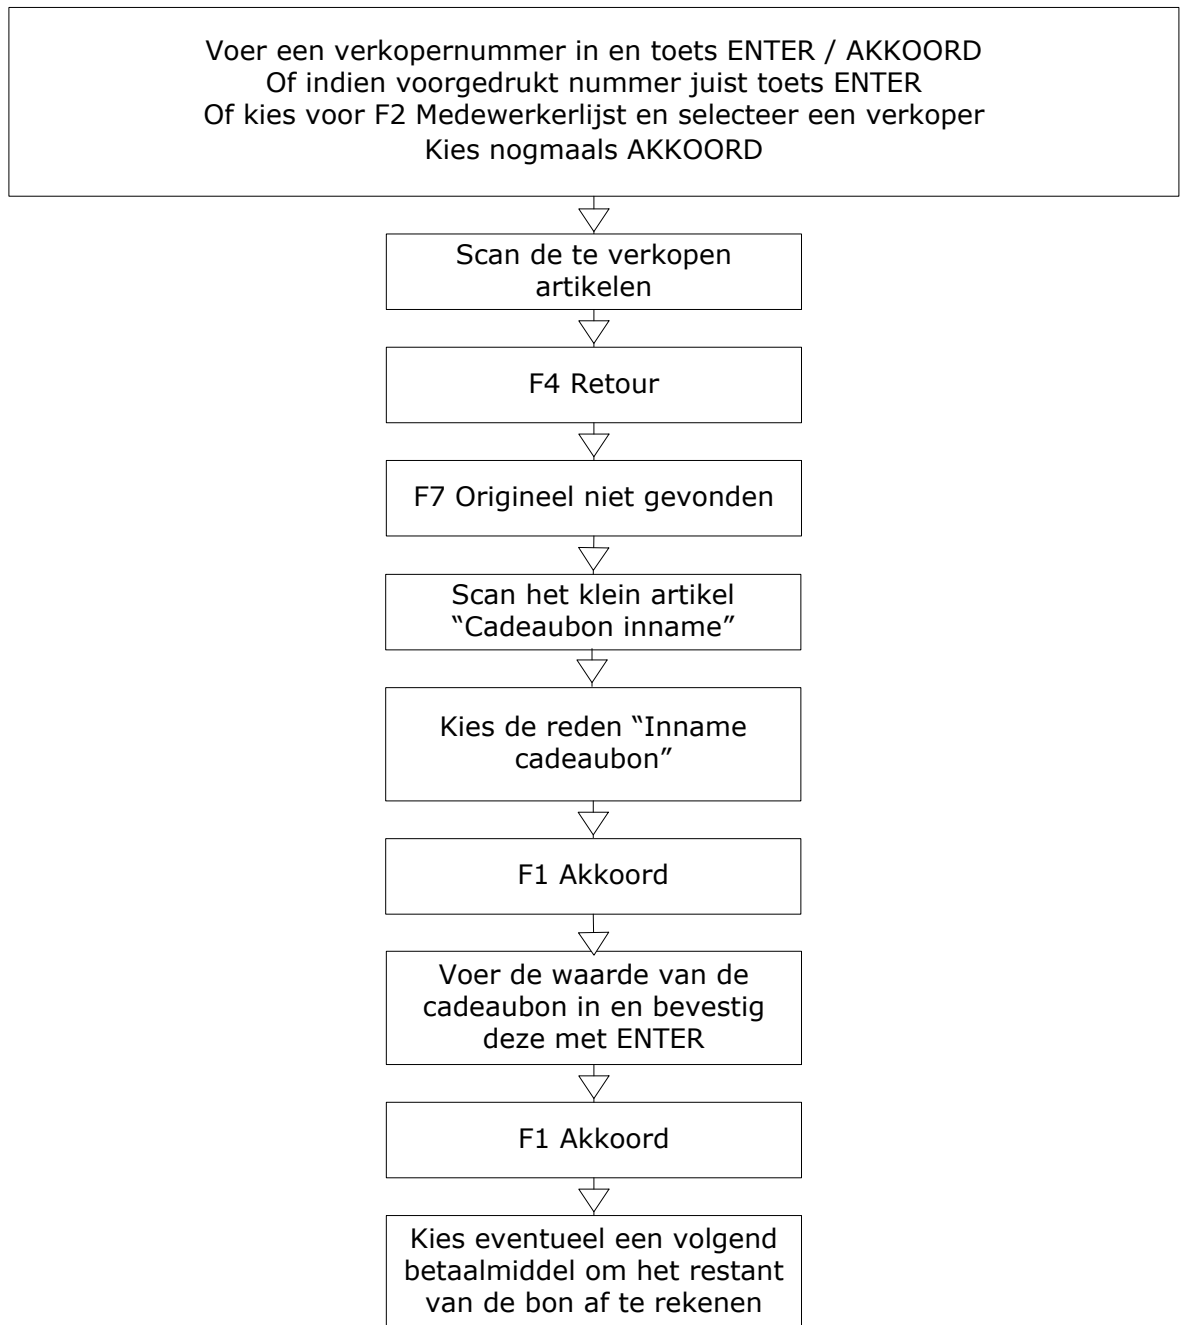 Voer een verkopernummer in en toets ENTER / AKKOORD
Of indien voorgedrukt nummer juist toets ENTER
Of kies voor F2 Medewerkerlijst en selecteer een verkoper
Kies nogmaals AKKOORD
Scan de te verkopen
artikelen
F4 Retour
F7 Origineel niet gevonden
Scan het klein artikel
“Cadeaubon inname”
Kies de reden “Inname
cadeaubon”
F1 Akkoord
Voer de waarde van de
cadeaubon in en bevestig
deze met ENTER
F1 Akkoord
Kies eventueel een volgend
betaalmiddel om het restant
van de bon af te rekenen